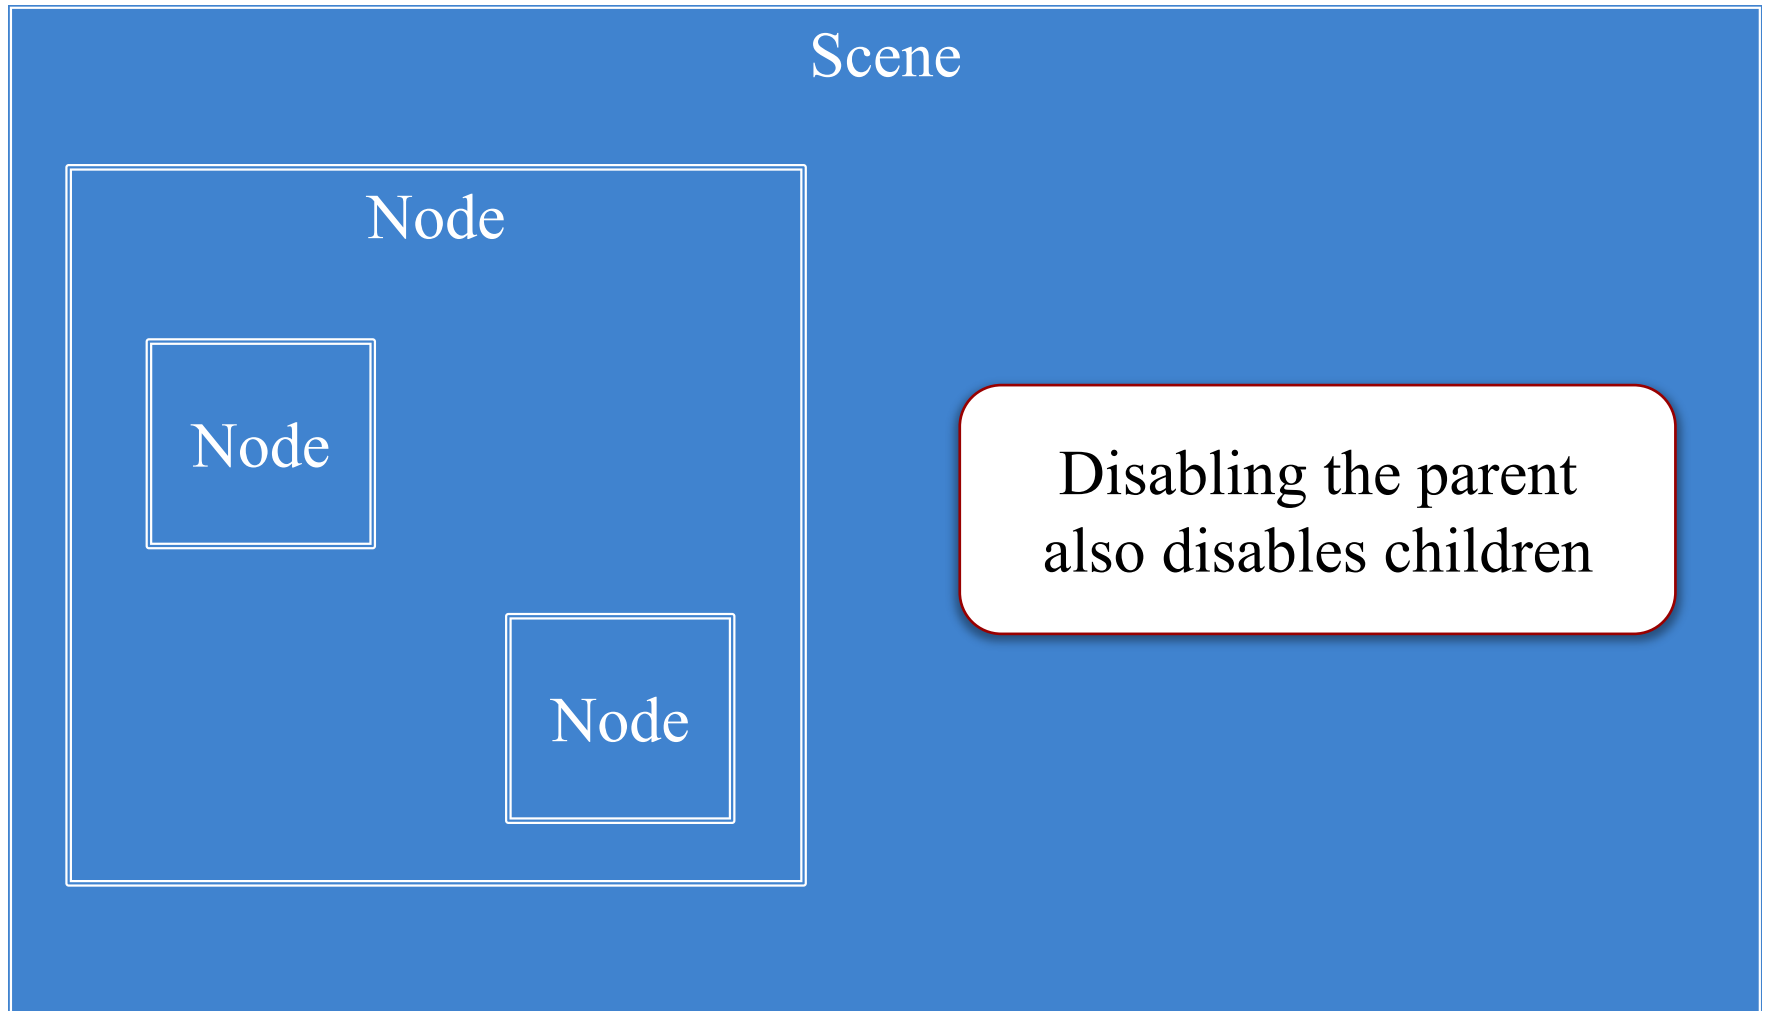 Scene
Node
Node
Node
Disabling the parent
also disables children